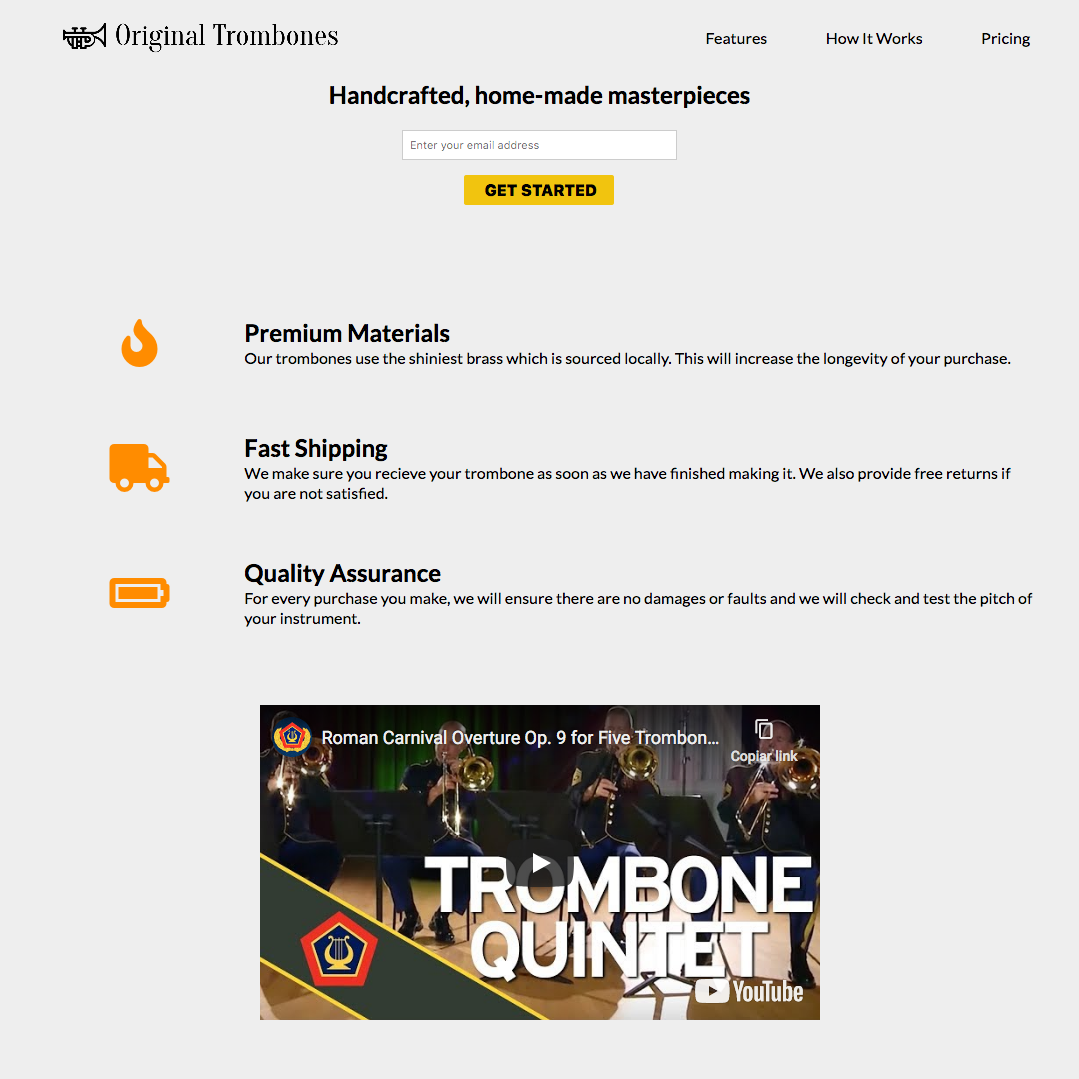 Original Trombones
Features
How It Works
Pricing
Handcrafted, home-made masterpieces
Enter your email address
GET STARTED
Premium Materials
Our trombones use the shiniest brass which is sourced locally. This will increase the longevity of your purchase.
Fast Shipping
We make sure you recieve your trombone as soon as we have finished making it. We also provide free returns if
you are not satisfied.
Quality Assurance
For every purchase you make, we will ensure there are no damages or faults and we will check and test the pitch of
your instrument.
Roman Carnival Overture Op. 9 for Five Trombon...
Copiar link
TROMBONE
QUINTET
YouTube